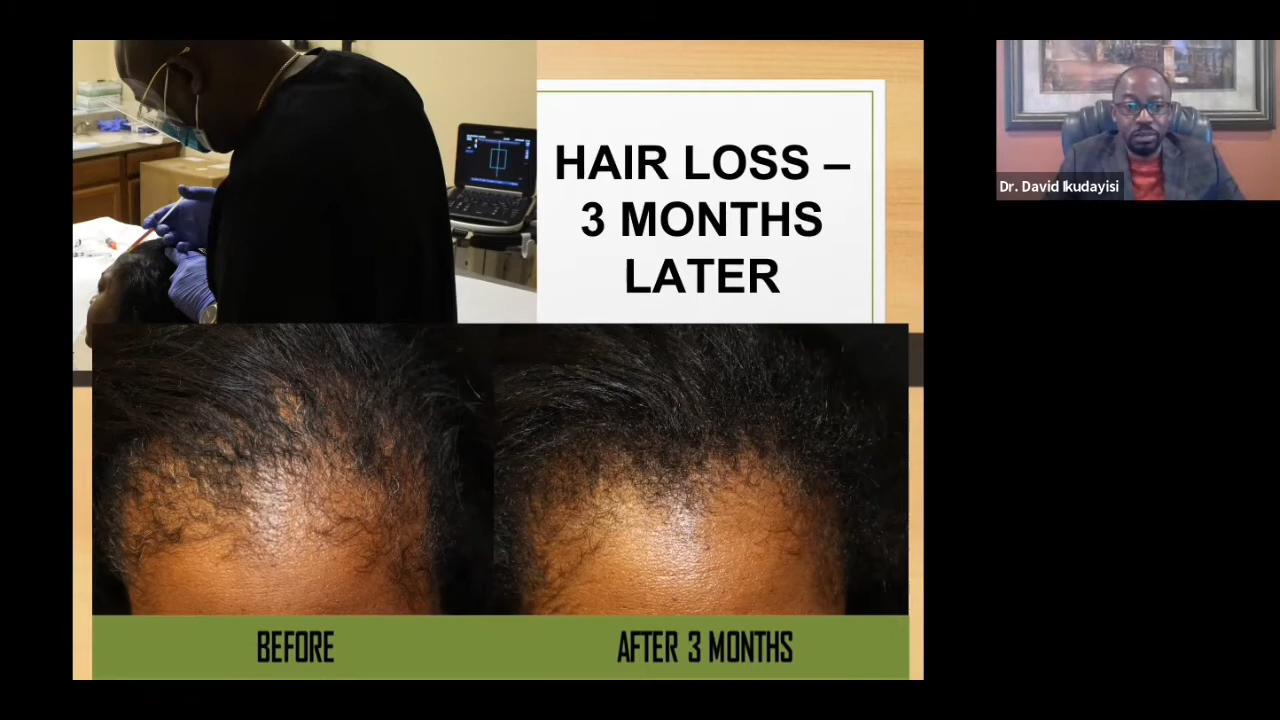 HAIR LOSS –
3 MONTHS
LATER
Dr. David Ikudayisi
BEFORE
AFTER 3 MONTHS